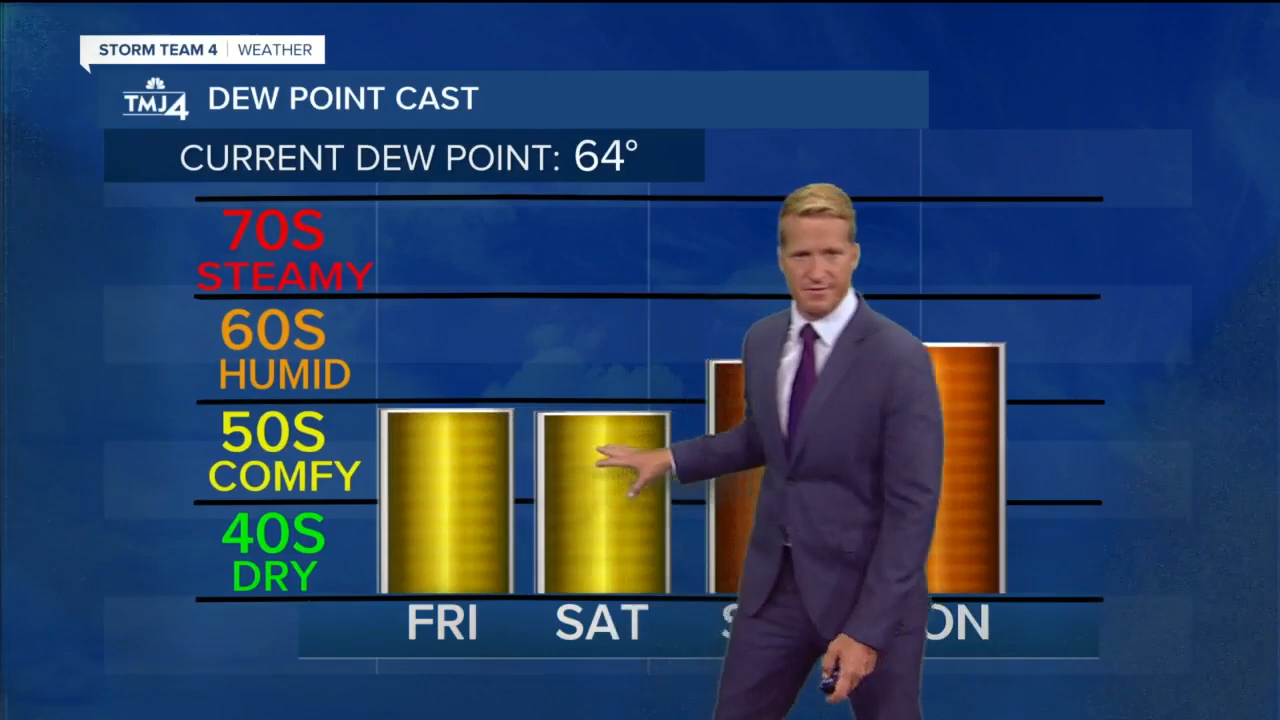 STORM TEAM 4 | WEATHER
TMJ4 DEW POINT CAST
CURRENT DEW POINT: 64°
70S
STEAMY
60S
HUMID
50S
COMFY
40S
DRY
FRI SAT